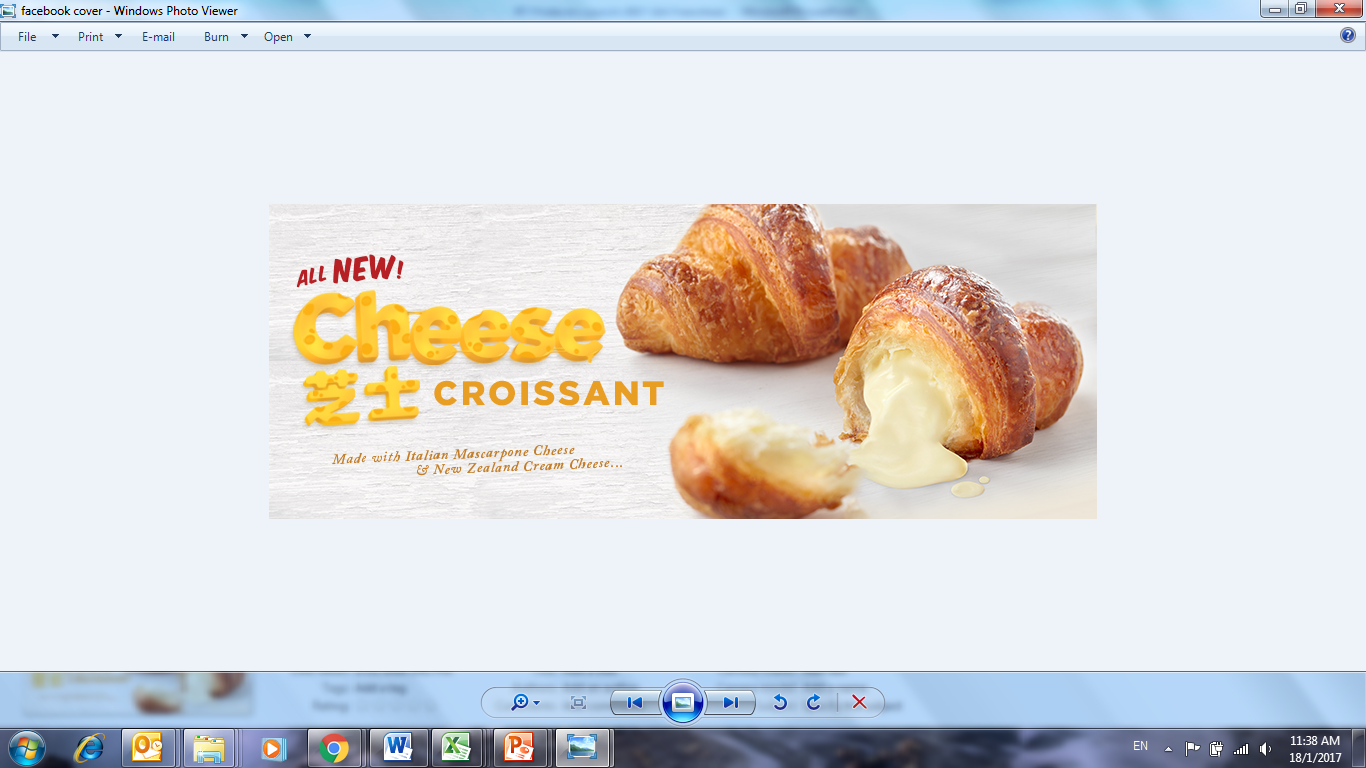 facebook cover - Windows Photo Viewer
File Print E-mail Burn Open
ALL NEW!
Cheese
芝士 CROISSANT
Made with Italian Mascarpone Cheese
& New Zealand Cream Cheese...
EN
11:38 AM
18/1/2017